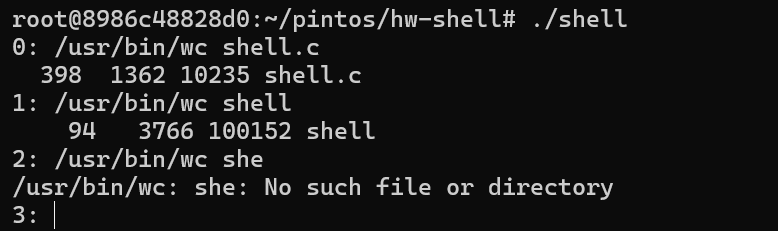 root@8986c48828d0:~/pintos/hw-shell# ./shell
0: /usr/bin/wc shell.c
  398  1362 10235 shell.c
1: /usr/bin/wc shell
    94   3766 100152 shell
2: /usr/bin/wc she
/usr/bin/wc: she: No such file or directory
3: